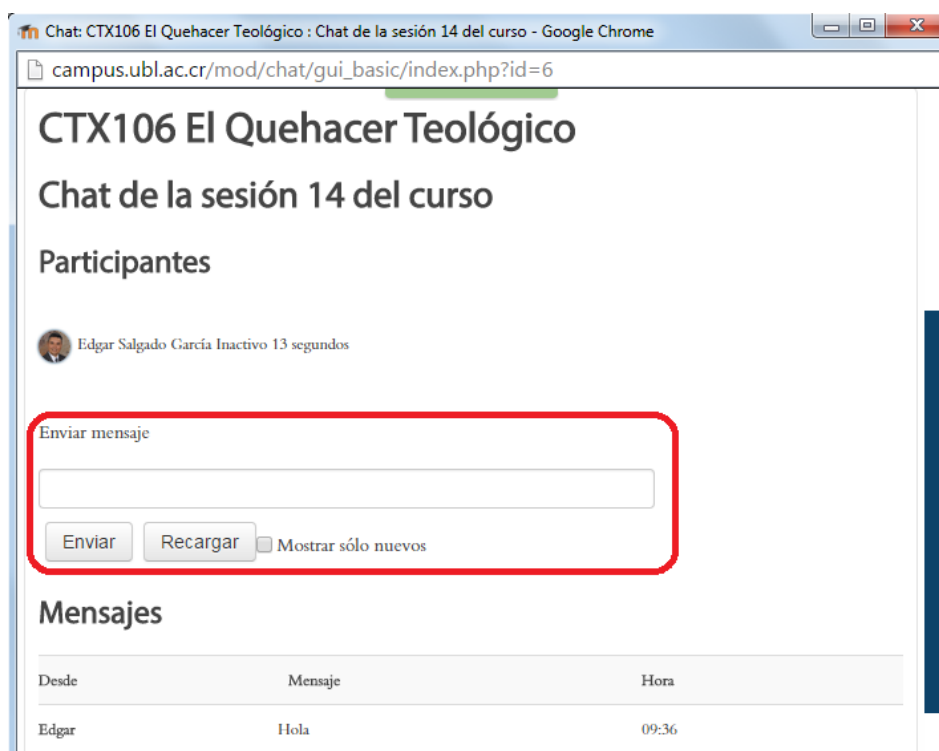 Chat: CTX106 El Quehacer Teológico : Chat de la sesión 14 del curso - Google Chrome
campus.ubl.ac.cr/mod/chat/gui_basic/index.php?id=6
CTX106 El Quehacer Teológico
Chat de la sesión 14 del curso
Participantes
Edgar Salgado García Inactivo 13 segundos
Enviar mensaje
Enviar Recargar Mostrar sólo nuevos
Mensajes
Desde Mensaje Hora
Edgar Hola 09:36